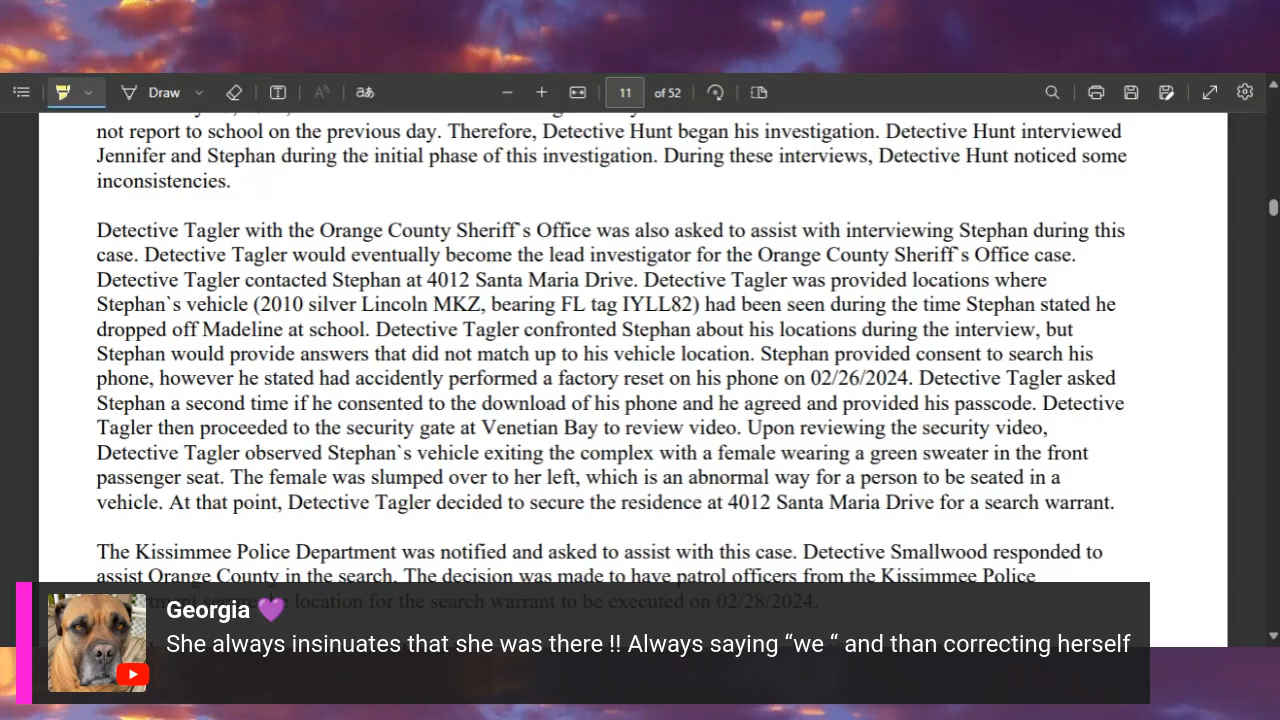 Draw
11 of 52
not report to school on the previous day. Therefore, Detective Hunt began his investigation. Detective Hunt interviewed
Jennifer and Stephan during the initial phase of this investigation. During these interviews, Detective Hunt noticed some
inconsistencies.
Detective Tagler with the Orange County Sheriff`s Office was also asked to assist with interviewing Stephan during this
case. Detective Tagler would eventually become the lead investigator for the Orange County Sheriff`s Office case.
Detective Tagler contacted Stephan at 4012 Santa Maria Drive. Detective Tagler was provided locations where
Stephan`s vehicle (2010 silver Lincoln MKZ, bearing FL tag IYLL82) had been seen during the time Stephan stated he
dropped off Madeline at school. Detective Tagler confronted Stephan about his locations during the interview, but
Stephan would provide answers that did not match up to his vehicle location. Stephan provided consent to search his
phone, however he stated had accidently performed a factory reset on his phone on 02/26/2024. Detective Tagler asked
Stephan a second time if he consented to the download of his phone and he agreed and provided his passcode. Detective
Tagler then proceeded to the security gate at Venetian Bay to review video. Upon reviewing the security video,
Detective Tagler observed Stephan`s vehicle exiting the complex with a female wearing a green sweater in the front
passenger seat. The female was slumped over to her left, which is an abnormal way for a person to be seated in a
vehicle. At that point, Detective Tagler decided to secure the residence at 4012 Santa Maria Drive for a search warrant.
The Kissimmee Police Department was notified and asked to assist with this case. Detective Smallwood responded to
assist Orange County in the search. The decision was made to have patrol officers from the Kissimmee Police
location for the search warrant to be executed on 02/28/2024.
Georgia 💜
She always insinuates that she was there !! Always saying “we “ and than correcting herself